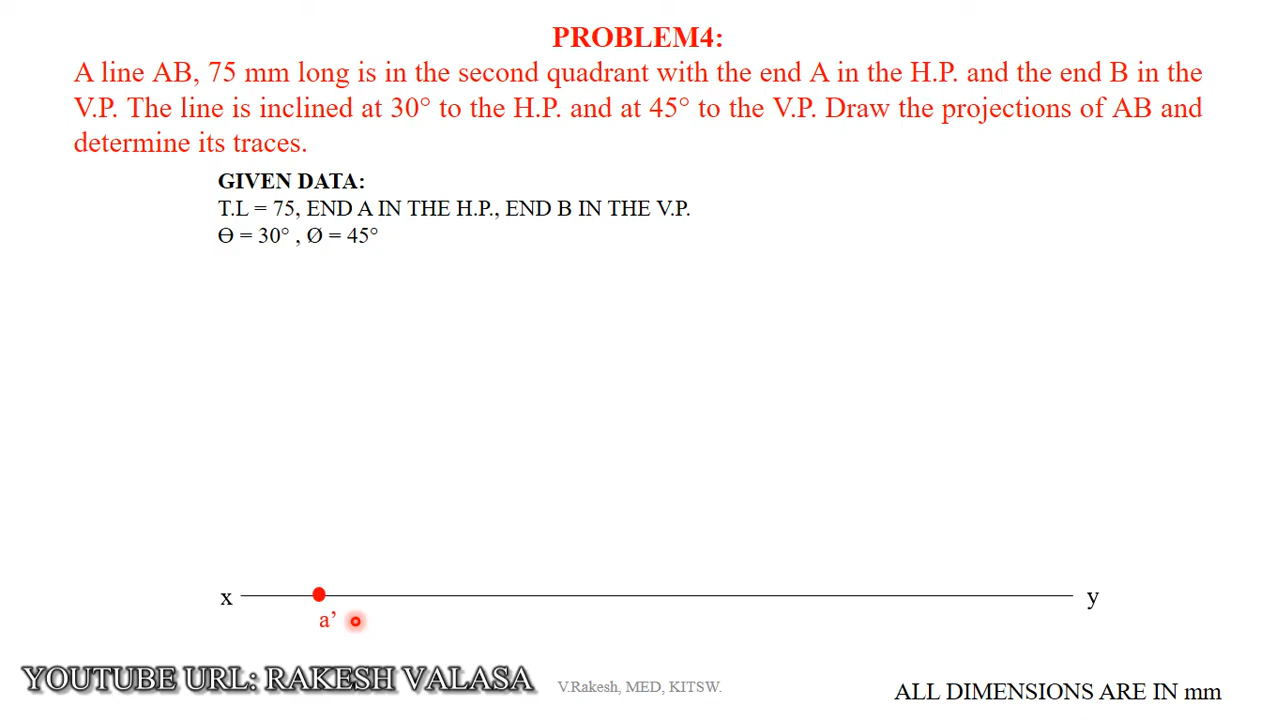 PROBLEM4:
A line AB, 75 mm long is in the second quadrant with the end A in the H.P. and the end B in the
V.P. The line is inclined at 30° to the H.P. and at 45° to the V.P. Draw the projections of AB and
determine its traces.
GIVEN DATA:
T.L = 75, END A IN THE H.P., END B IN THE V.P.
Ɵ = 30° , Ø = 45°
x y
a’
YOUTUBE URL: RAKESH VALASA
V.Rakesh, MED, KITSW.
ALL DIMENSIONS ARE IN mm